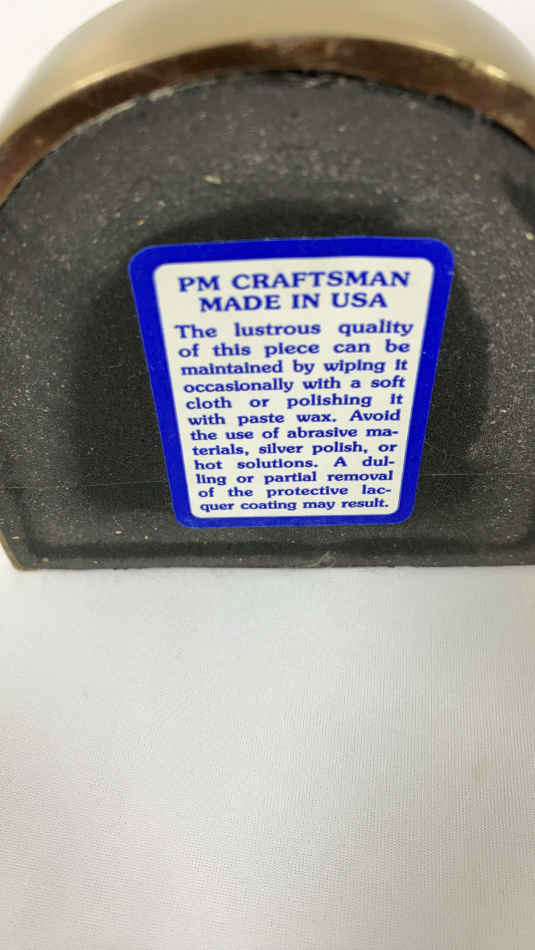 PM CRAFTSMAN
MADE IN USA
The lustrous quality
of this piece can be
maintained by wiping it
occasionally with a soft
cloth or polishing it
with paste wax. Avoid
the use of abrasive ma-
terials, silver polish, or
hot solutions. A dul-
ling or partial removal
of the protective lac-
quer coating may result.